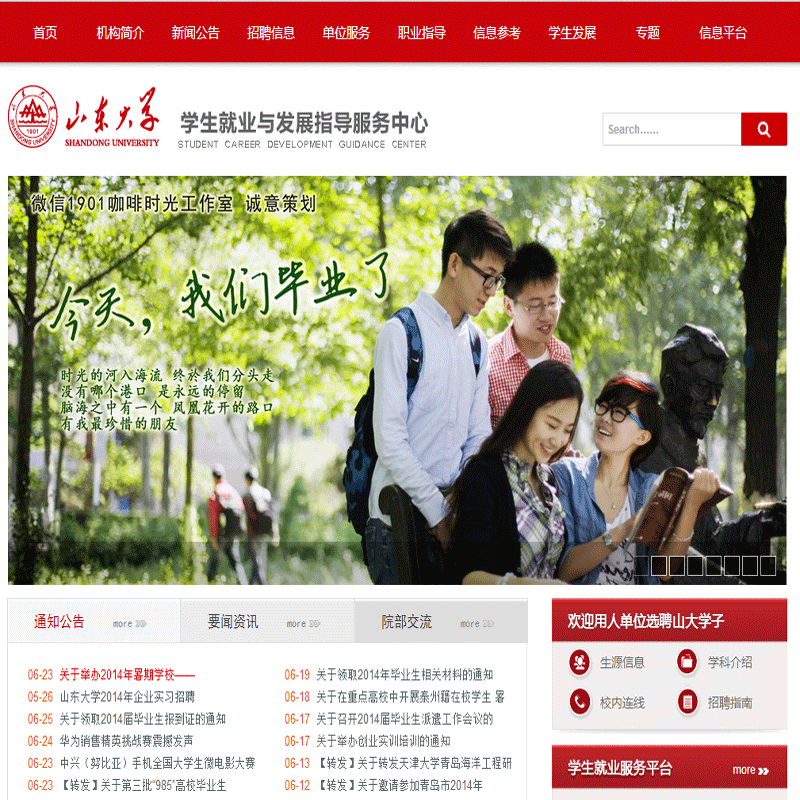 首页 机构简介 新闻公告 招聘信息 单位服务 职业指导 信息参考 学生发展 专题 信息平台
山东大学
SHANDONG UNIVERSITY
1901
学生就业与发展指导服务中心
STUDENT CAREER DEVELOPMENT GUIDANCE CENTER
Search......
微信1901咖啡时光工作室 诚意策划
今天，我们毕业了
时光的河入海流 终於我们分头走
没有哪个港口 是永远的停留
脑海之中有一个 凤凰花开的路口
有我最珍惜的朋友
通知公告 more
要闻资讯 more
院部交流 more
06-23 关于举办2014年暑期学校——
05-26 山东大学2014年企业实习招聘
06-25 关于领取2014届毕业生报到证的通知
06-24 华为销售精英挑战赛震撼发声
06-23 中兴（努比亚）手机全国大学生微电影大赛
06-23 【转发】关于第三批“985”高校毕业生
06-19 关于领取2014年毕业生相关材料的通知
06-18 关于在重点高校中开展泰州籍在校学生 署
06-17 关于召开2014届毕业生派遣工作会议的
06-17 关于举办创业实训培训的通知
06-13 【转发】关于转发天津大学青岛海洋工程研
06-12 【转发】关于邀请参加青岛市2014年
欢迎用人单位选聘山大学子
生源信息 学科介绍
校内连线 招聘指南
学生就业服务平台 more